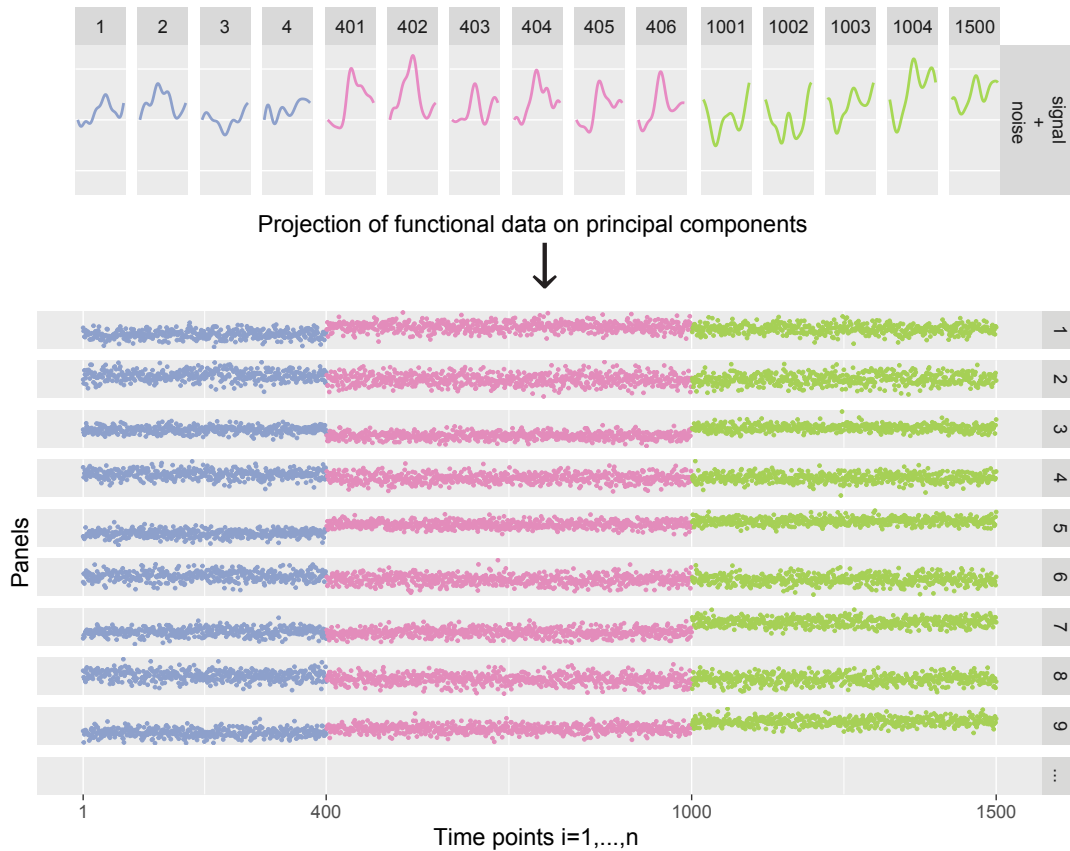 1 2 3 4 401 402 403 404 405 406 1001 1002 1003 1004 1500
signal
+
noise
Projection of functional data on principal components
1
2
3
4
5
6
7
8
9
...
Panels
1 400 1000 1500
Time points i=1,...,n